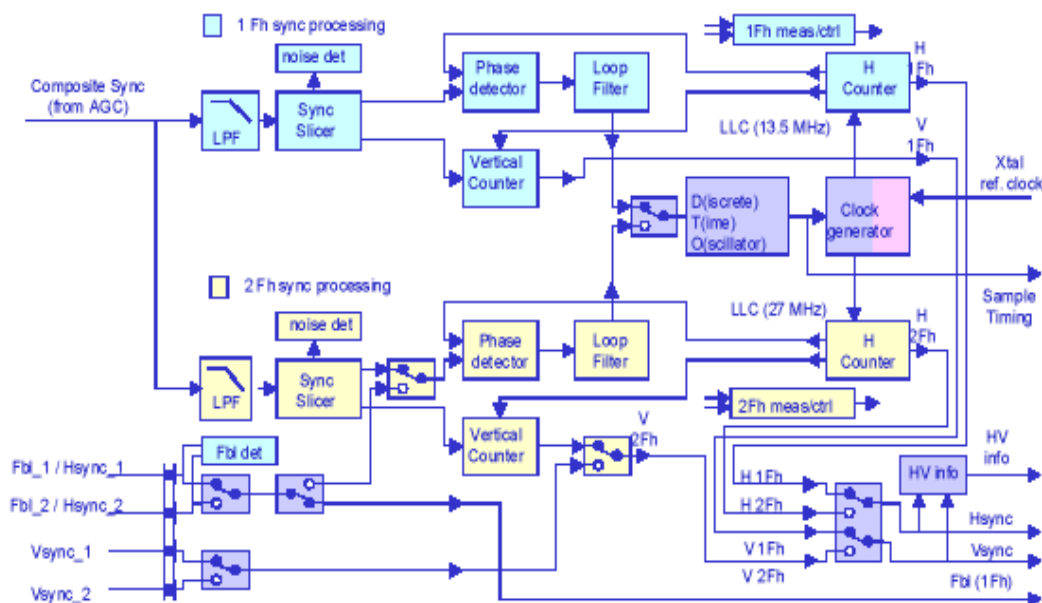 1 Fh sync processing
1Fh meas/ctrl
noise det
Composite Sync
(from AGC)
LPF
Sync
Slicer
Phase
detector
Loop
Filter
H
Counter
H
1Fh
LLC (13.5 MHz)
V
1Fh
Vertical
Counter
Xtal
ref. clock
D(iscrete)
T(ime)
O(scillator)
Clock
generator
2 Fh sync processing
Sample
Timing
noise det
LLC (27 MHz)
LPF
Sync
Slicer
Phase
detector
Loop
Filter
H
Counter
H
2Fh
2Fh meas/ctrl
Vertical
Counter
V
2Fh
Fbl det
Fbl_1 / Hsync_1
Fbl_2 / Hsync_2
Vsync_1
Vsync_2
H 1Fh
H 2Fh
V 1Fh
V 2Fh
HV info
HV
info
Hsync
Vsync
Fbl (1Fh)